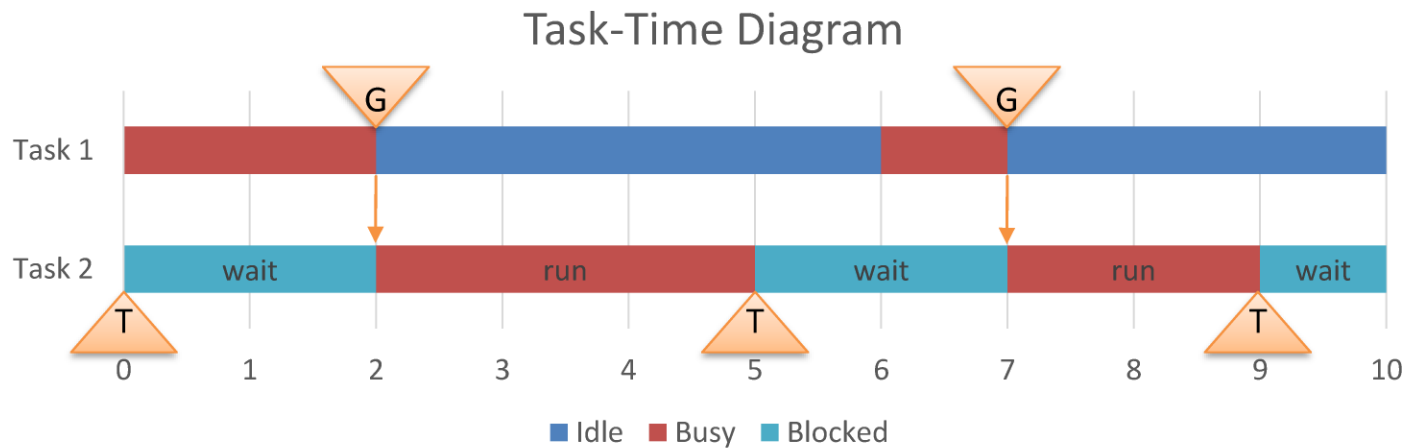 Task-Time Diagram
G G
Task 1
Task 2 wait run wait run wait
T T T
0 1 2 3 4 5 6 7 8 9 10
Idle Busy Blocked